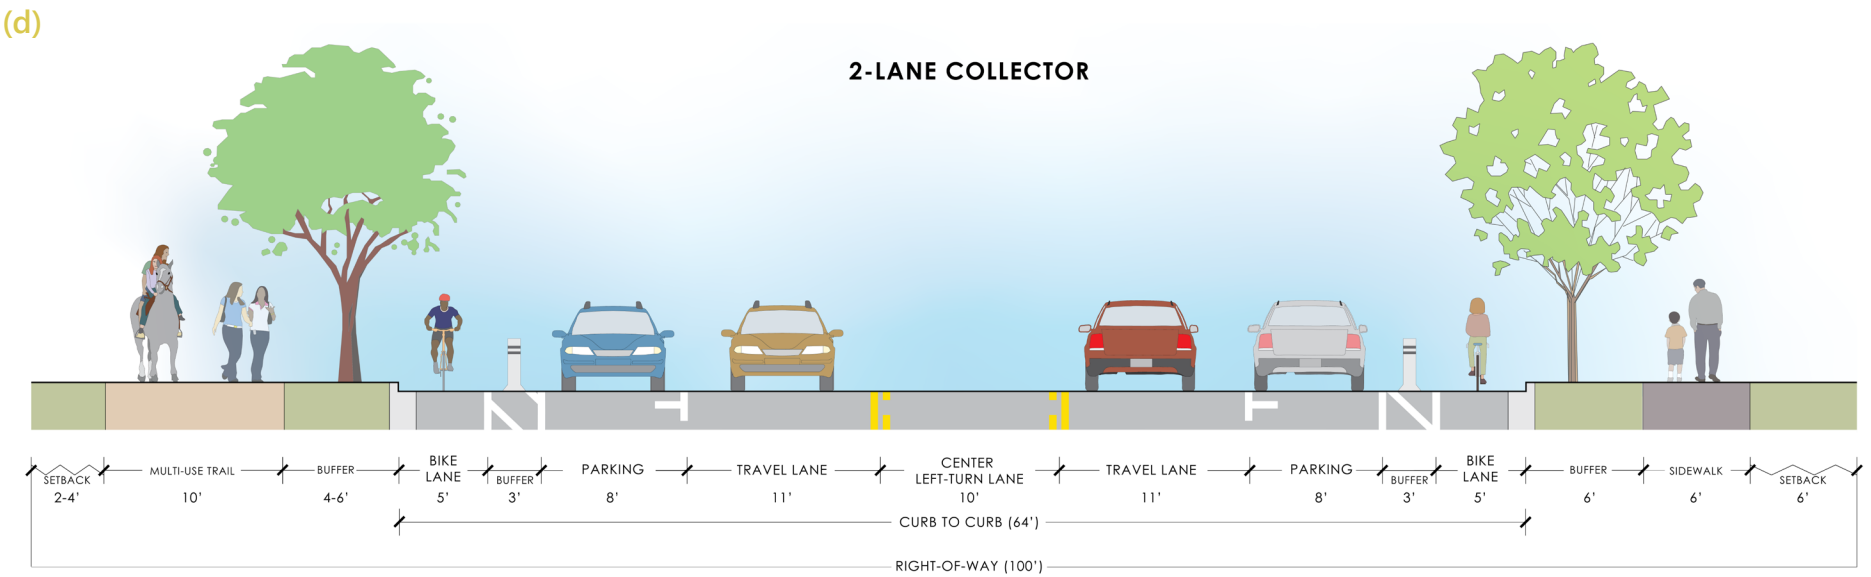 (d)
2-LANE COLLECTOR
SETBACK
2-4'
MULTI-USE TRAIL
10'
BUFFER
4-6'
BIKE
LANE
5'
BUFFER
3'
PARKING
8'
TRAVEL LANE
11'
CENTER
LEFT-TURN LANE
10'
TRAVEL LANE
11'
PARKING
8'
BUFFER
3'
BIKE
LANE
5'
BUFFER
6'
SIDEWALK
6'
SETBACK
6'
CURB TO CURB (64')
RIGHT-OF-WAY (100')